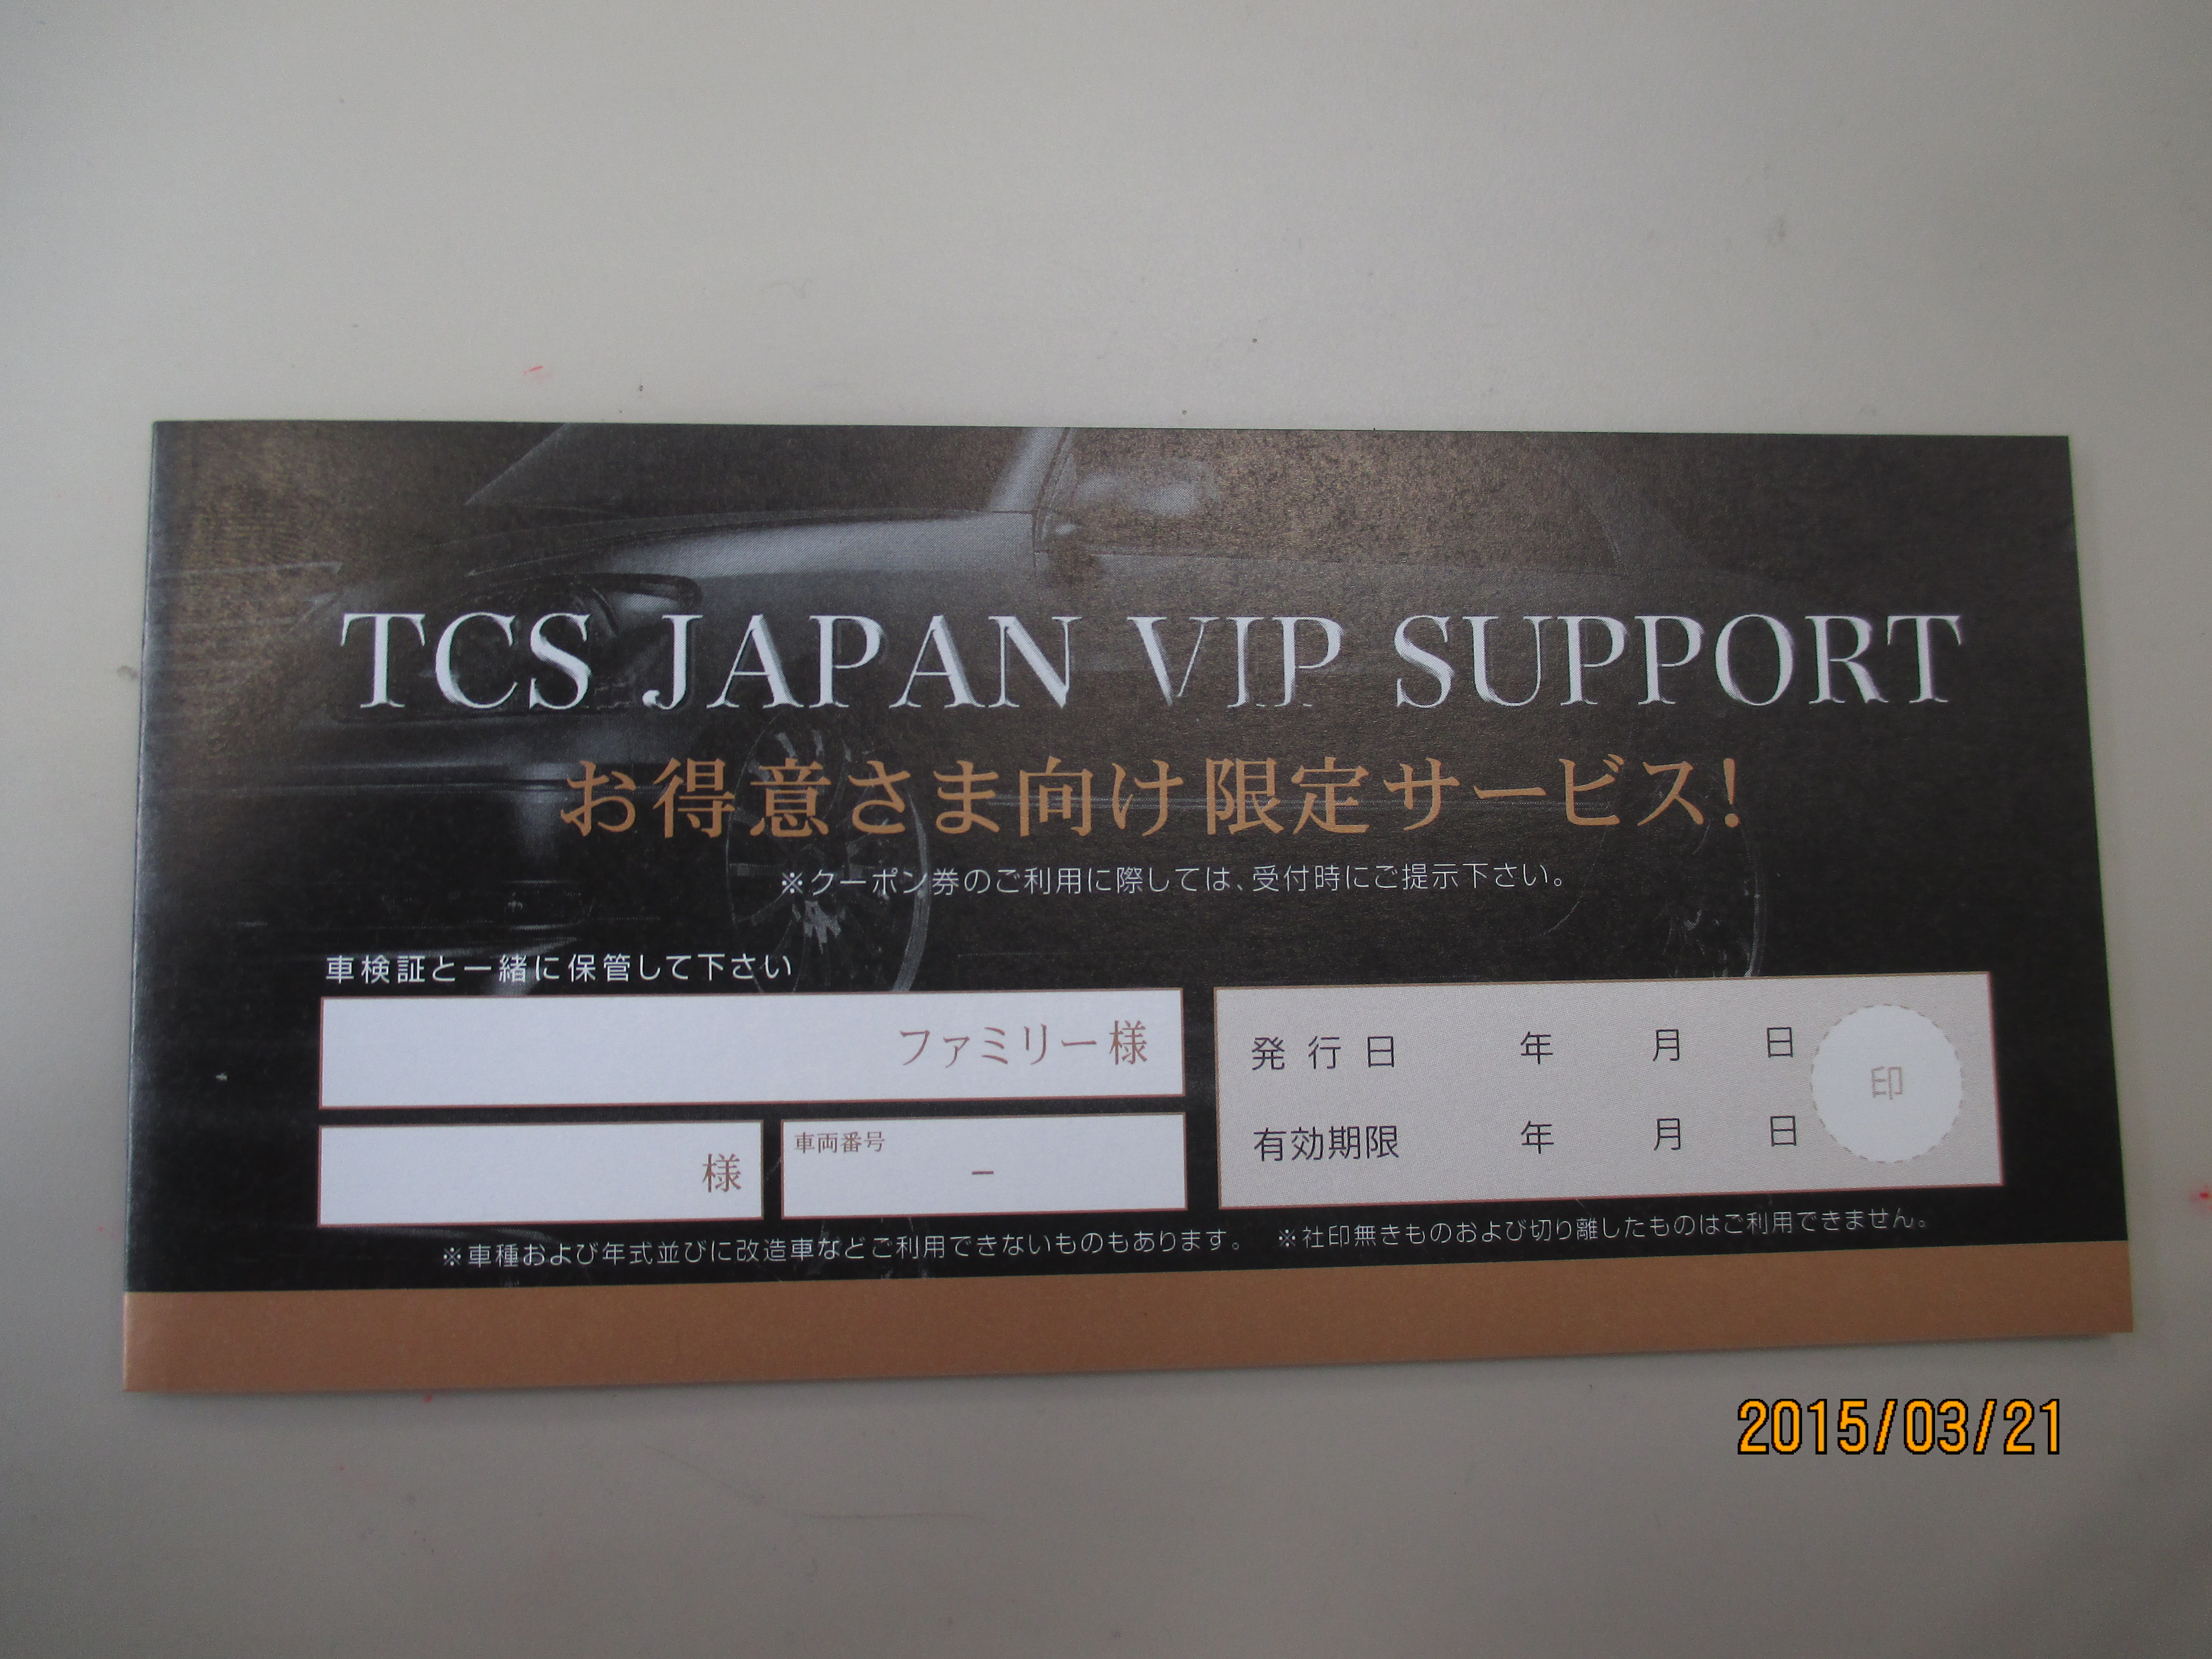 TCS JAPAN VIP SUPPORT
お得意さま向け限定サービス!
※クーポン券のご利用に際しては、受付時にご提示下さい。
車検証と一緒に保管して下さい
ファミリー様
様
車両番号
–
発行日 年 月 日
印
有効期限 年 月 日
※車種および年式並びに改造車などご利用できないものもあります。 ※社印無きものおよび切り離したものはご利用できません。
2015/03/21